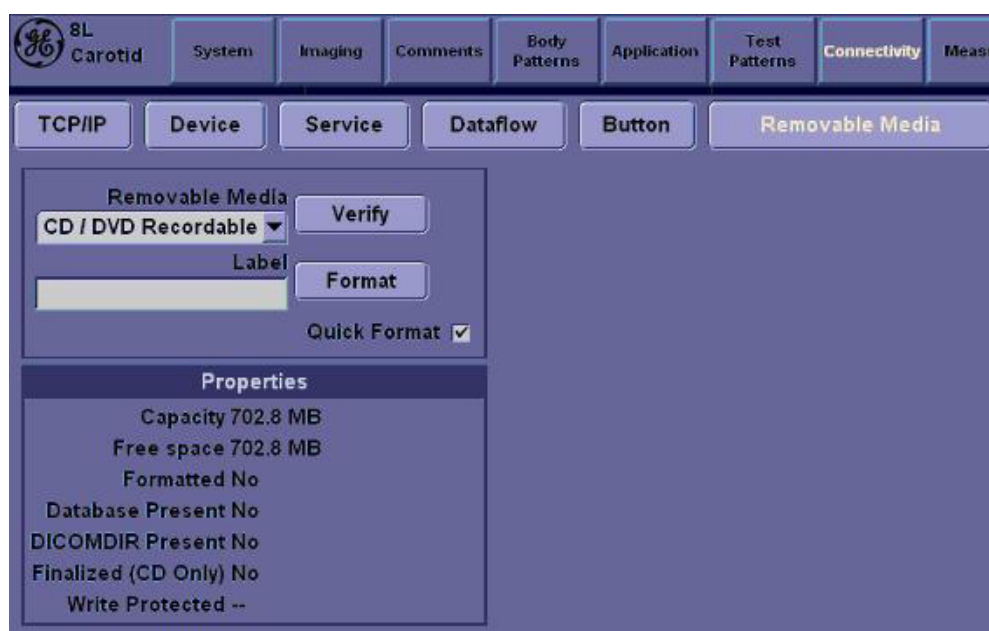 GE 8L
Carotid
System
Imaging
Comments
Body
Patterns
Application
Test
Patterns
Connectivity
Meas
TCP/IP
Device
Service
Dataflow
Button
Removable Media
Removable Media
CD / DVD Recordable
Verify
Label
Format
Quick Format
Properties
Capacity 702.8 MB
Free space 702.8 MB
Formatted No
Database Present No
DICOMDIR Present No
Finalized (CD Only) No
Write Protected --